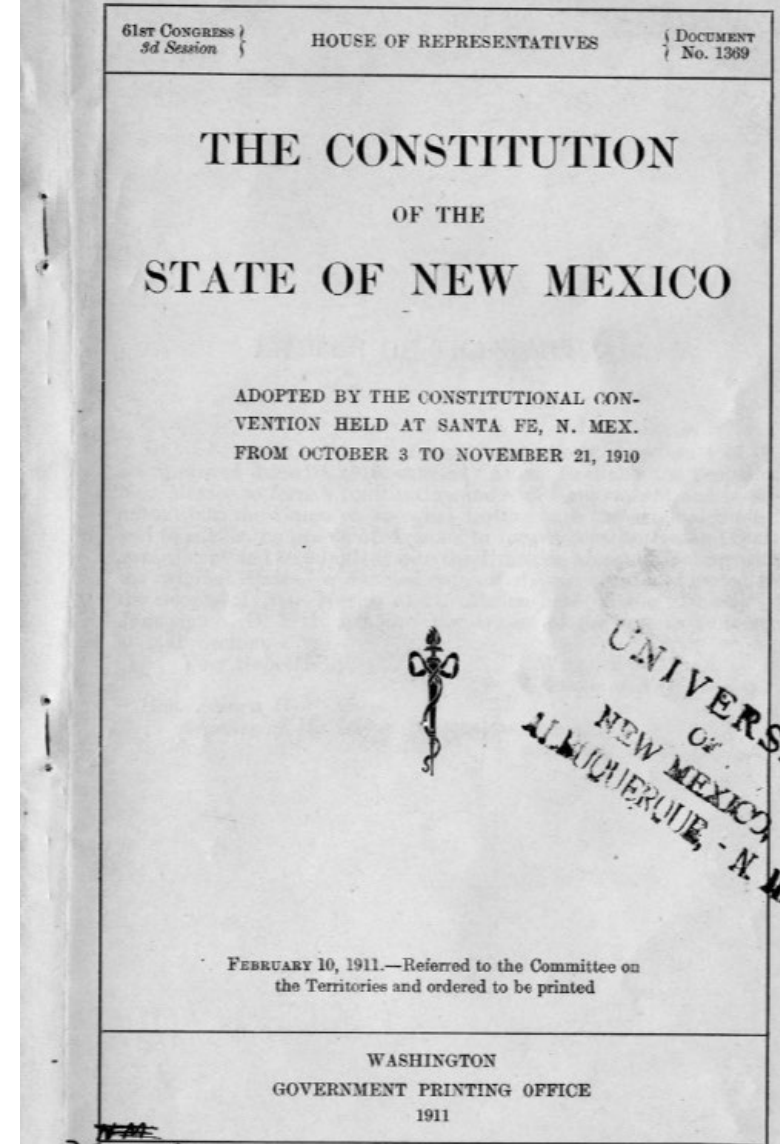 61ST CONGRESS
3d Session
HOUSE OF REPRESENTATIVES
DOCUMENT
No. 1369
THE CONSTITUTION
OF THE
STATE OF NEW MEXICO
ADOPTED BY THE CONSTITUTIONAL CON-
VENTION HELD AT SANTA FE, N. MEX.
FROM OCTOBER 3 TO NOVEMBER 21, 1910
UNIVERS
OF
NEW MEXICO,
ALBUQUERQUE, - N. M
FEBRUARY 10, 1911.—Referred to the Committee on
the Territories and ordered to be printed
WASHINGTON
GOVERNMENT PRINTING OFFICE
1911